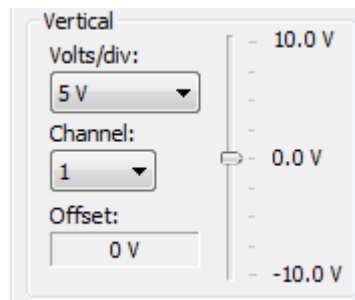 Vertical
Volts/div:
5 V
Channel:
1
Offset:
0 V
10.0 V
0.0 V
-10.0 V